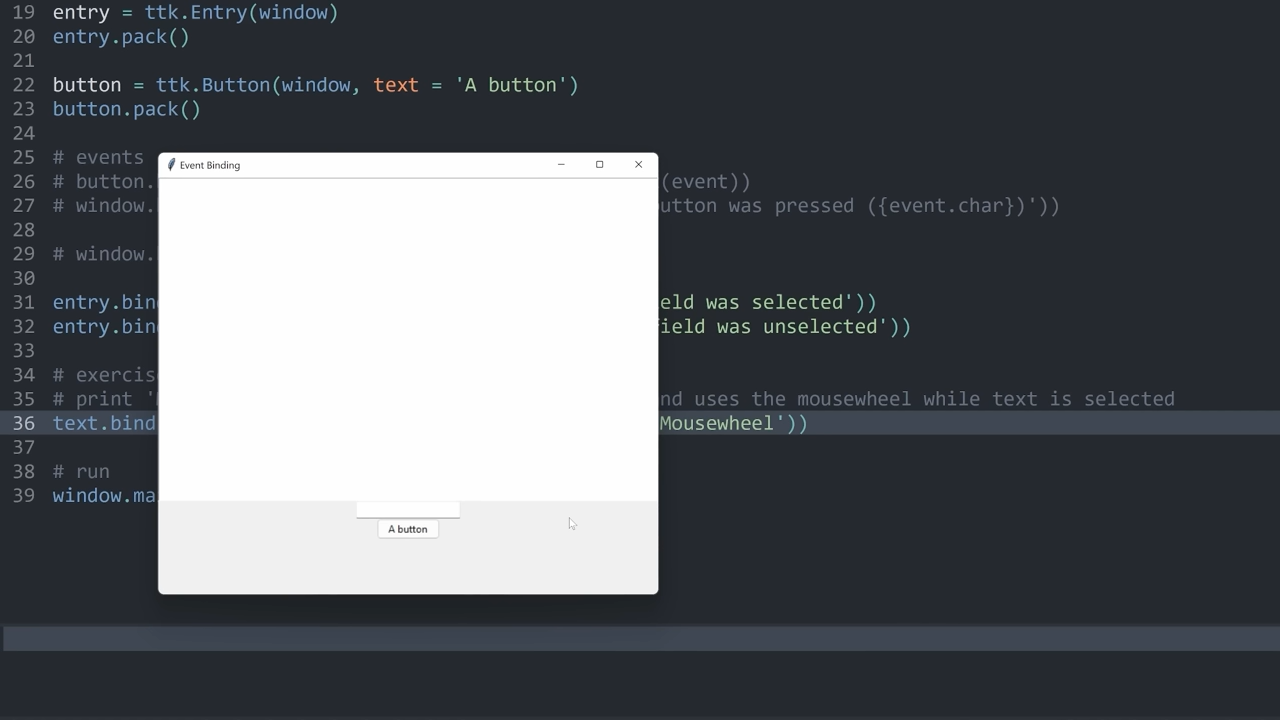 19 entry = ttk.Entry(window)
20 entry.pack()
21
22 button = ttk.Button(window, text = 'A button')
23 button.pack()
24
25 # events
Event Binding
26 # button. (event))
27 # window. utton was pressed ({event.char})'))
28
29 # window.
30
31 entry.bin eld was selected'))
32 entry.bin field was unselected'))
33
34 # exercis
35 # print ' nd uses the mousewheel while text is selected
36 text.bind Mousewheel'))
37
38 # run
39 window.ma
A button